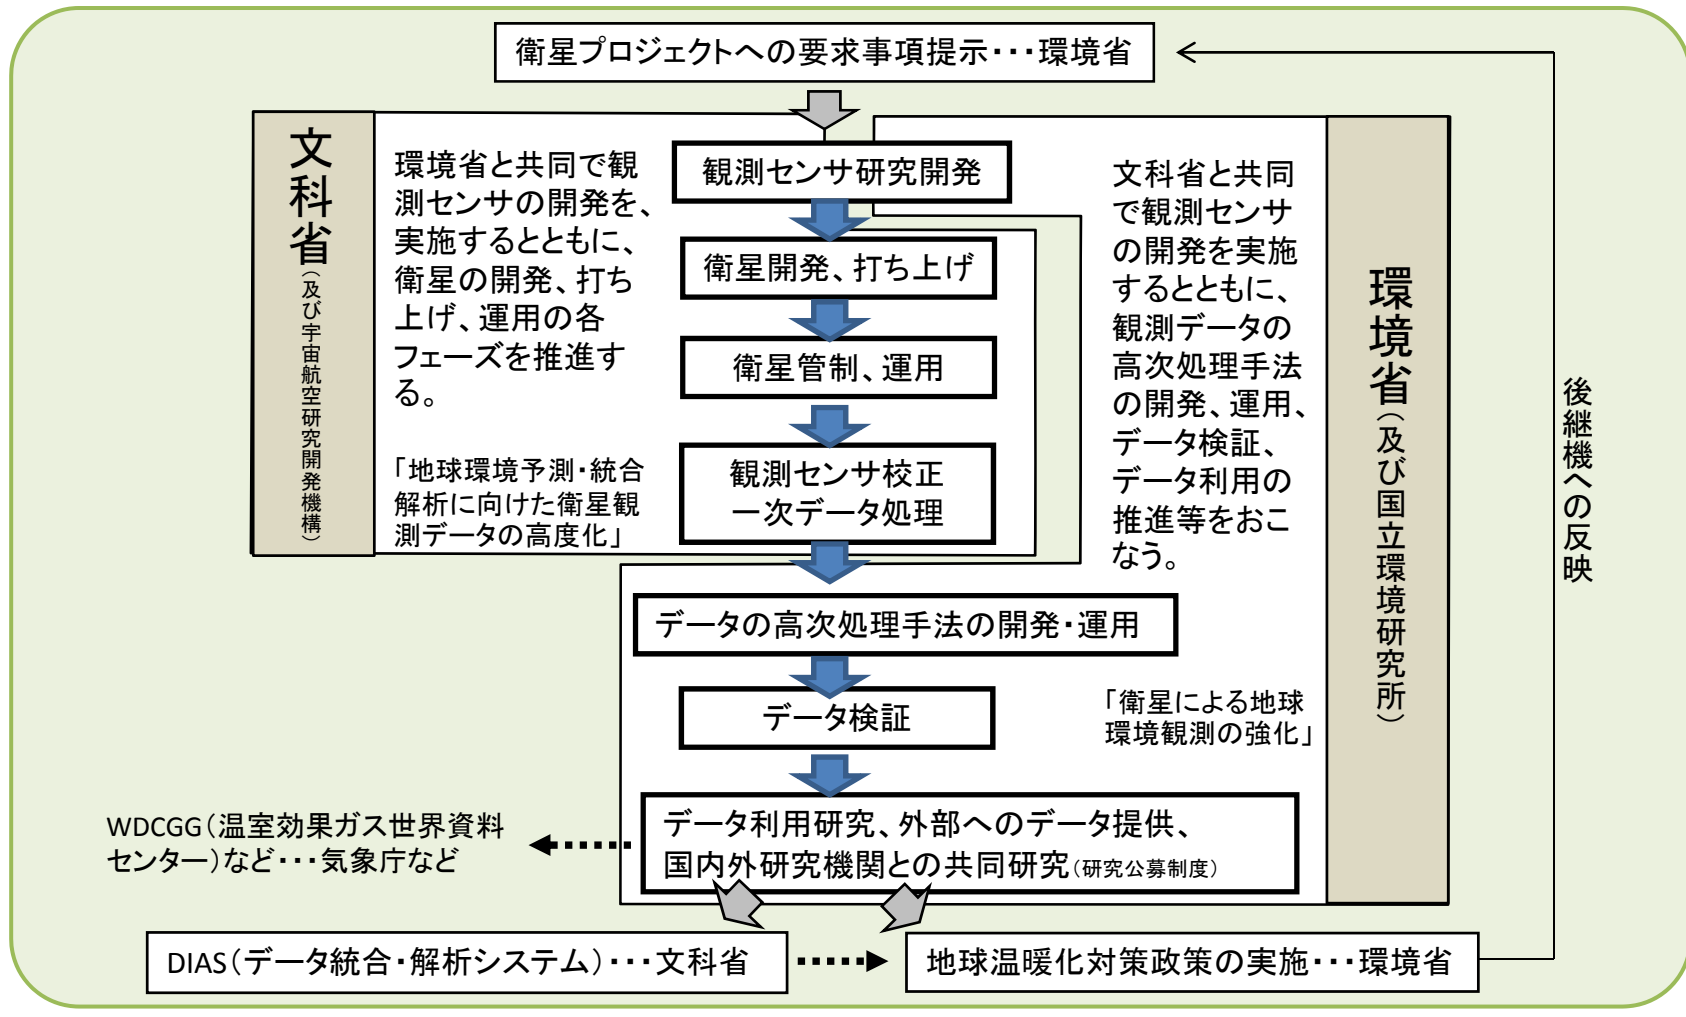 衛星プロジェクトへの要求事項提示･･･環境省
文科省(及び宇宙航空研究開発機構)
環境省と共同で観
測センサの開発を、
実施するとともに、
衛星の開発、打ち
上げ、運用の各
フェーズを推進す
る。
「地球環境予測･統合
解析に向けた衛星観
測データの高度化」
観測センサ研究開発
衛星開発、打ち上げ
衛星管制、運用
観測センサ校正
一次データ処理
文科省と共同
で観測センサ
の開発を実施
するとともに、
観測データの
高次処理手法
の開発、運用、
データ検証、
データ利用の
推進等をおこ
なう。
「衛星による地球
環境観測の強化」
環境省(及び国立環境研究所)
後継機への反映
データの高次処理手法の開発･運用
データ検証
データ利用研究、外部へのデータ提供、
国内外研究機関との共同研究(研究公募制度)
WDCGG(温室効果ガス世界資料
センター)など･･･気象庁など
DIAS(データ統合･解析システム)･･･文科省
地球温暖化対策政策の実施･･･環境省